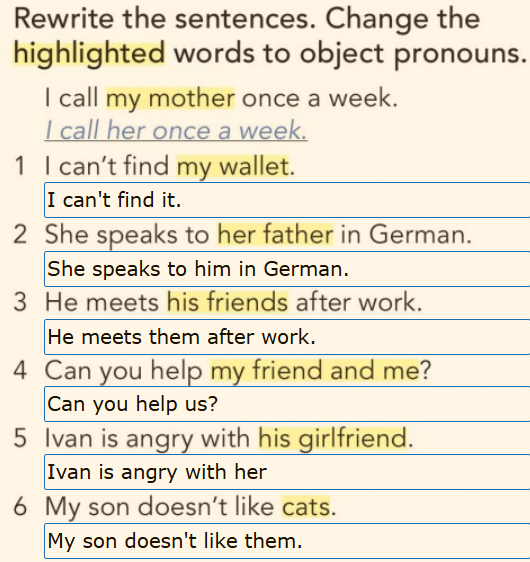 Rewrite the sentences. Change the
highlighted words to object pronouns.
I call my mother once a week.
I call her once a week.
1 I can’t find my wallet.
I can't find it.
2 She speaks to her father in German.
She speaks to him in German.
3 He meets his friends after work.
He meets them after work.
4 Can you help my friend and me?
Can you help us?
5 Ivan is angry with his girlfriend.
Ivan is angry with her
6 My son doesn’t like cats.
My son doesn't like them.